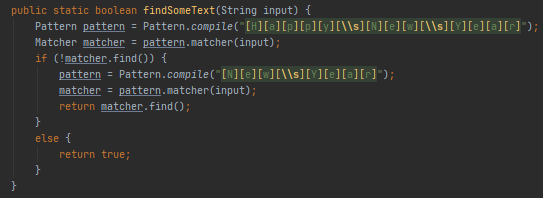 public static boolean findSomeText(String input) {
Pattern pattern = Pattern.compile("[H][a][p][p][y][\\s][N][e][w][\\s][Y][e][a][r]");
Matcher matcher = pattern.matcher(input);
if (!matcher.find()) {
pattern = Pattern.compile("[N][e][w][\\s][Y][e][a][r]");
matcher = pattern.matcher(input);
return matcher.find();
}
else {
return true;
}
}